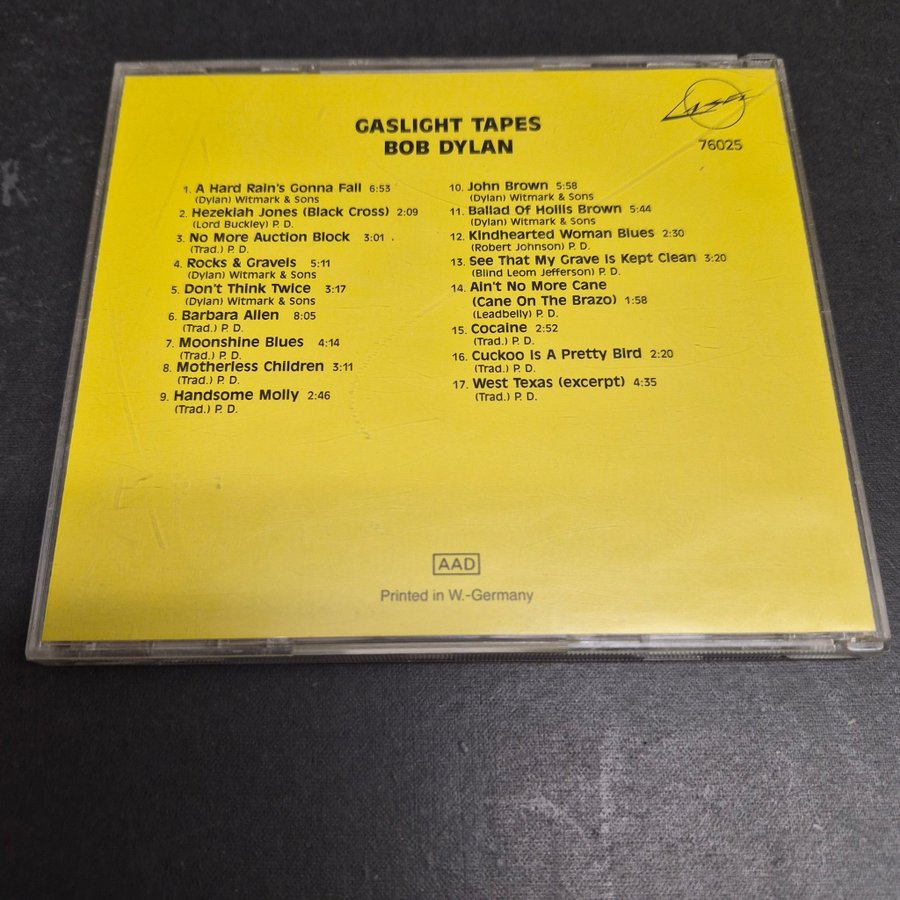 GASLIGHT TAPES
BOB DYLAN
76025
1. A Hard Rain's Gonna Fall 6:53
(Dylan) Witmark & Sons
2. Hezekiah Jones (Black Cross) 2:09
(Lord Buckley) P. D.
3. No More Auction Block 3:01
(Trad.) P. D.
4. Rocks & Gravels 5:11
(Dylan) Witmark & Sons
5. Don't Think Twice 3:17
(Dylan) Witmark & Sons
6. Barbara Allen 8:05
(Trad.) P. D.
7. Moonshine Blues 4:14
(Trad.) P. D.
8. Motherless Children 3:11
(Trad.) P. D.
9. Handsome Molly 2:46
(Trad.) P. D.
10. John Brown 5:58
(Dylan) Witmark & Sons
11. Ballad Of Hollis Brown 5:44
(Dylan) Witmark & Sons
12. Kindhearted Woman Blues 2:30
(Robert Johnson) P. D.
13. See That My Grave Is Kept Clean 3:20
(Blind Leom Jefferson) P. D.
14. Ain't No More Cane
(Cane On The Brazo) 1:58
(Leadbelly) P. D.
15. Cocaine 2:52
(Trad.) P. D.
16. Cuckoo Is A Pretty Bird 2:20
(Trad.) P. D.
17. West Texas (excerpt) 4:35
(Trad.) P. D.
AAD
Printed in W.-Germany